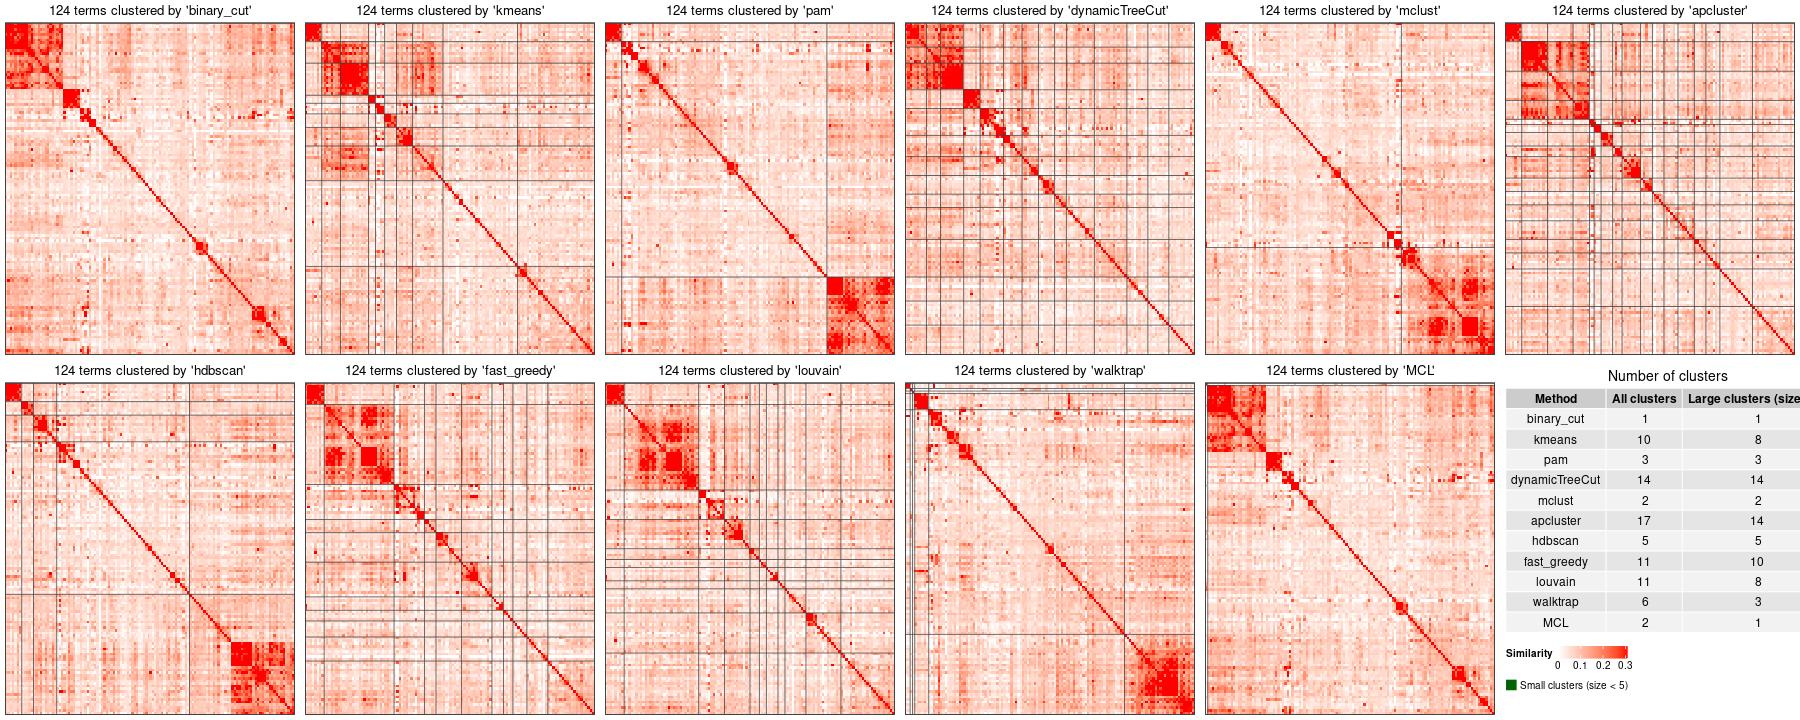 124 terms clustered by 'binary_cut'
124 terms clustered by 'kmeans'
124 terms clustered by 'pam'
124 terms clustered by 'dynamicTreeCut'
124 terms clustered by 'mclust'
124 terms clustered by 'apcluster'
124 terms clustered by 'hdbscan'
124 terms clustered by 'fast_greedy'
124 terms clustered by 'louvain'
124 terms clustered by 'walktrap'
124 terms clustered by 'MCL'
Number of clusters
Method All clusters Large clusters (size
binary_cut 1 1
kmeans 10 8
pam 3 3
dynamicTreeCut 14 14
mclust 2 2
apcluster 17 14
hdbscan 5 5
fast_greedy 11 10
louvain 11 8
walktrap 6 3
MCL 2 1
Similarity
0 0.1 0.2 0.3
Small clusters (size < 5)